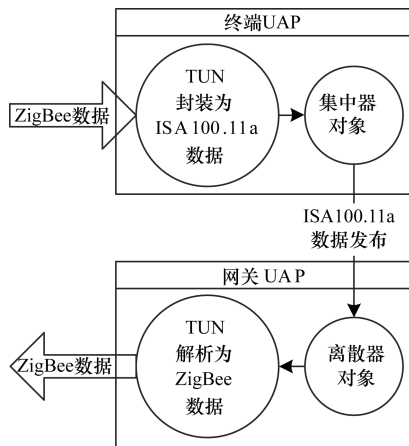 终端UAP
TUN
封装为
ISA100.11a
数据
ZigBee数据
集中器
对象
ISA100.11a
数据发布
网关 UAP
TUN
解析为
ZigBee
数据
ZigBee数据
离散器
对象